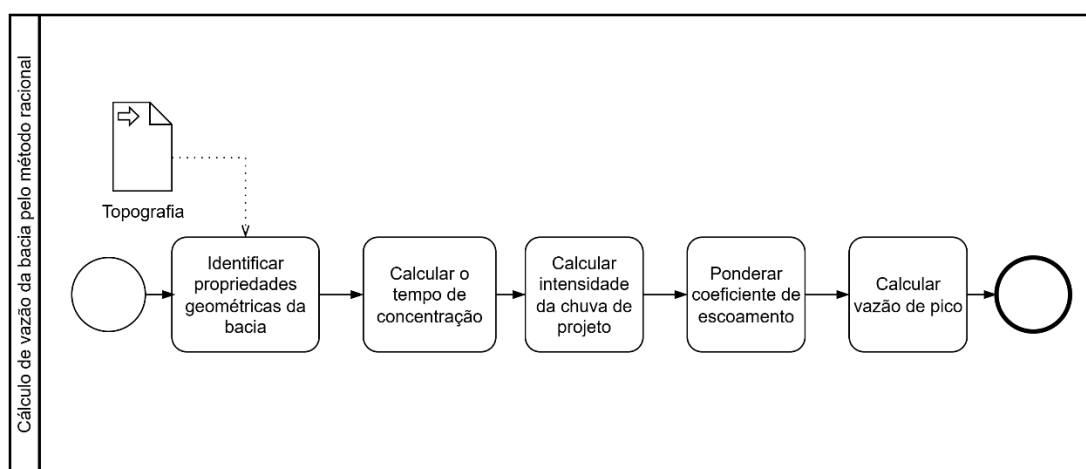 Cálculo de vazão da bacia pelo método racional
Topografia
Identificar
propriedades
geométricas da
bacia
Calcular o
tempo de
concentração
Calcular
intensidade
da chuva de
projeto
Ponderar
coeficiente de
escoamento
Calcular
vazão de pico